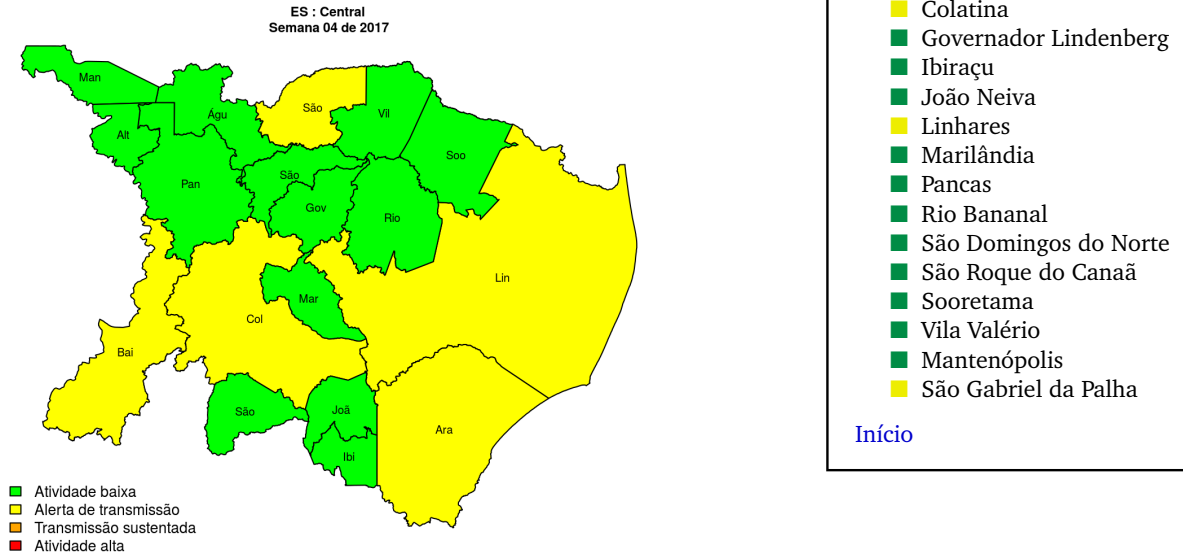 ES : Central
Semana 04 de 2017
Man
Águ
São
Vil
Alt
Soo
São
Pan
Gov
Rio
Lin
Mar
Col
Bai
São
Joã
Ara
Ibi
Atividade baixa
Alerta de transmissão
Transmissão sustentada
Atividade alta
Colatina
Governador Lindenberg
Ibiraçu
João Neiva
Linhares
Marilândia
Pancas
Rio Bananal
São Domingos do Norte
São Roque do Canaã
Sooretama
Vila Valério
Mantenópolis
São Gabriel da Palha
Início